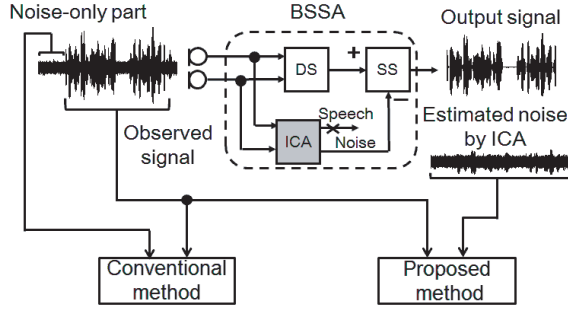 Noise-only part
BSSA
Output signal
DS
+
SS
−
Observed
signal
ICA
Speech
Noise
Estimated noise
by ICA
Conventional
method
Proposed
method